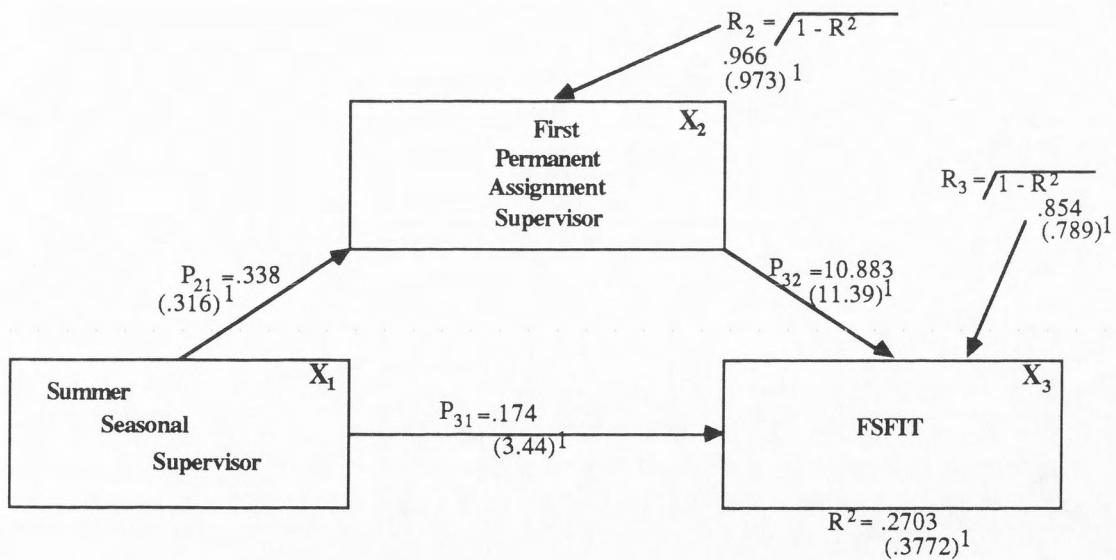 R₂ = √1 - R²
.966
(.973)¹
X₂
First
Permanent
Assignment
Supervisor
R₃ = √1 - R²
.854
(.789)¹
P₂₁ = .338
(.316)¹
P₃₂ =10.883
(11.39)¹
X₁
Summer
Seasonal
Supervisor
P₃₁ = .174
(3.44)¹
X₃
FSFIT
R² = .2703
(.3772)¹